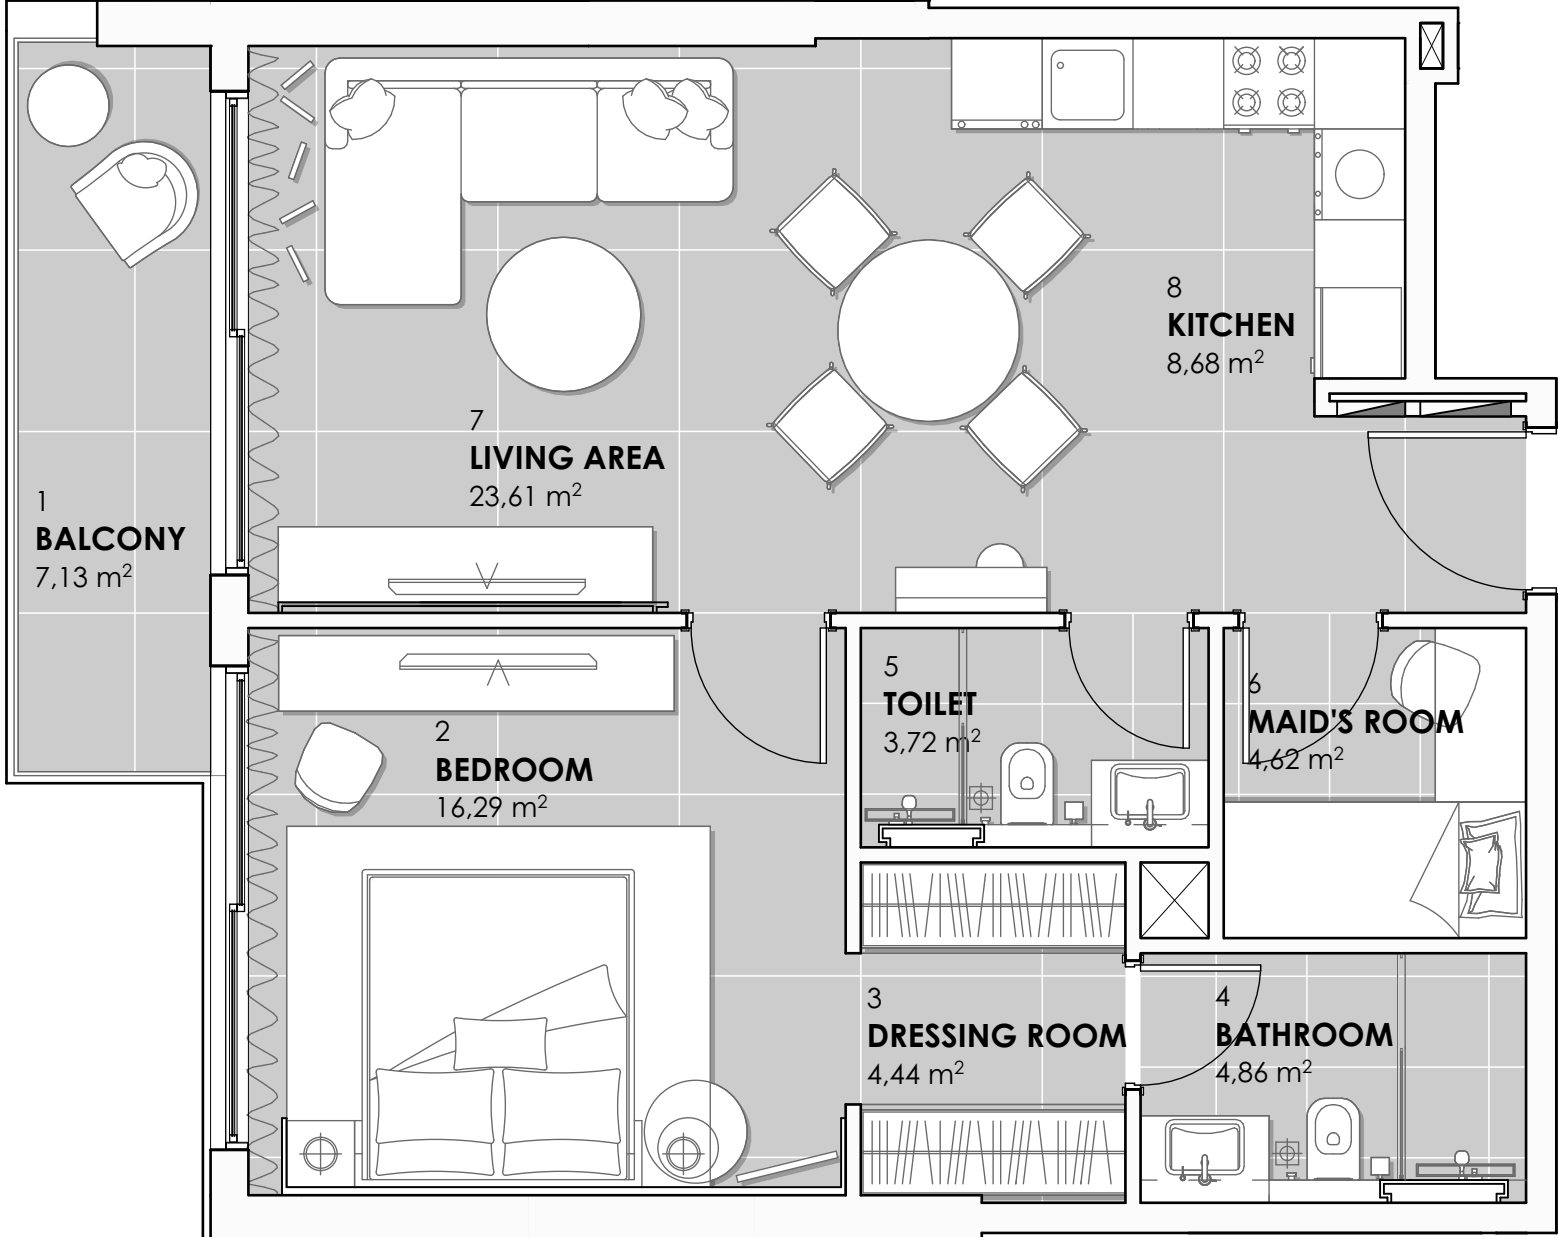 8
KITCHEN
8,68 m²
7
LIVING AREA
23,61 m²
1
BALCONY
7,13 m²
5
TOILET
3,72 m²
6
MAID'S ROOM
4,62 m²
2
BEDROOM
16,29 m²
3
DRESSING ROOM
4,44 m²
4
BATHROOM
4,86 m²